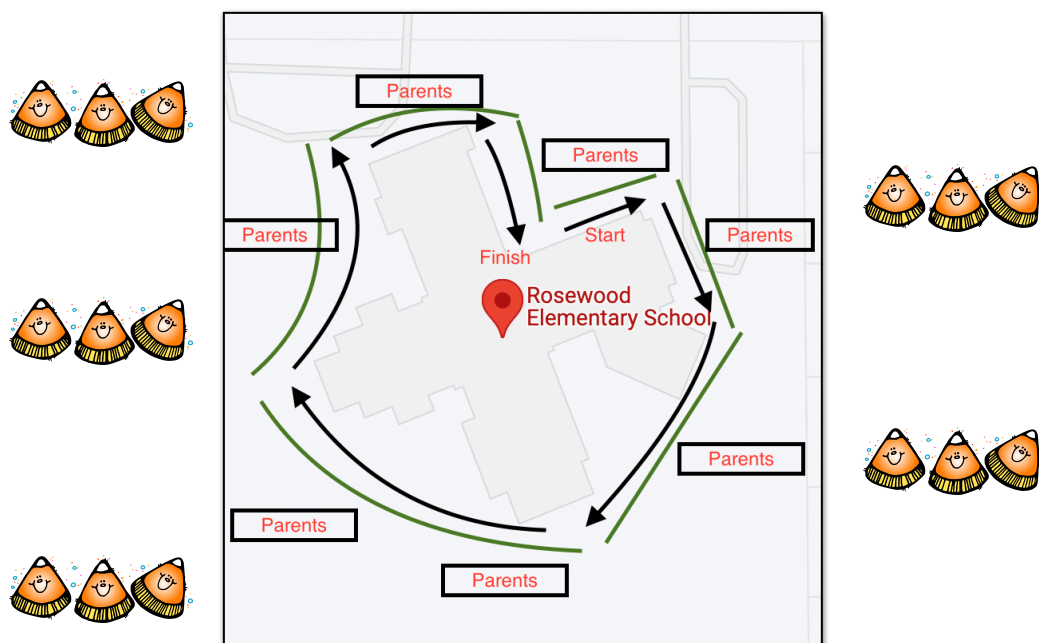 Parents
Parents
Parents
Parents
Start
Finish
Rosewood
Elementary School
Parents
Parents
Parents